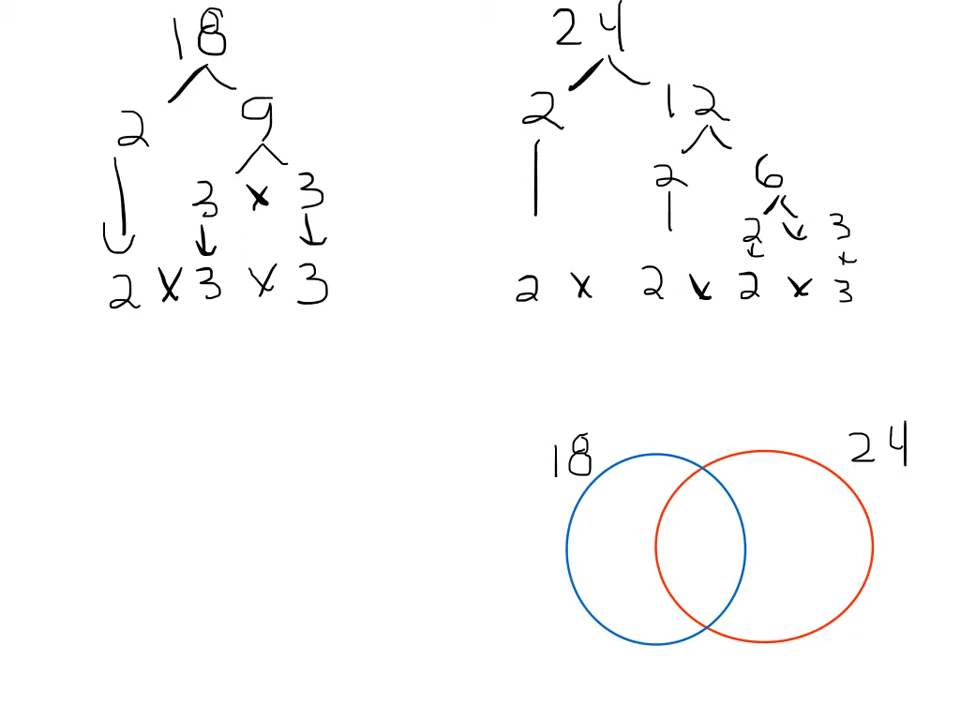 18 24
2 9 2 12
3 x 3 2 6
2 x 3
2 x 3 x 3 2 x 2 x 2 x 3
18 24